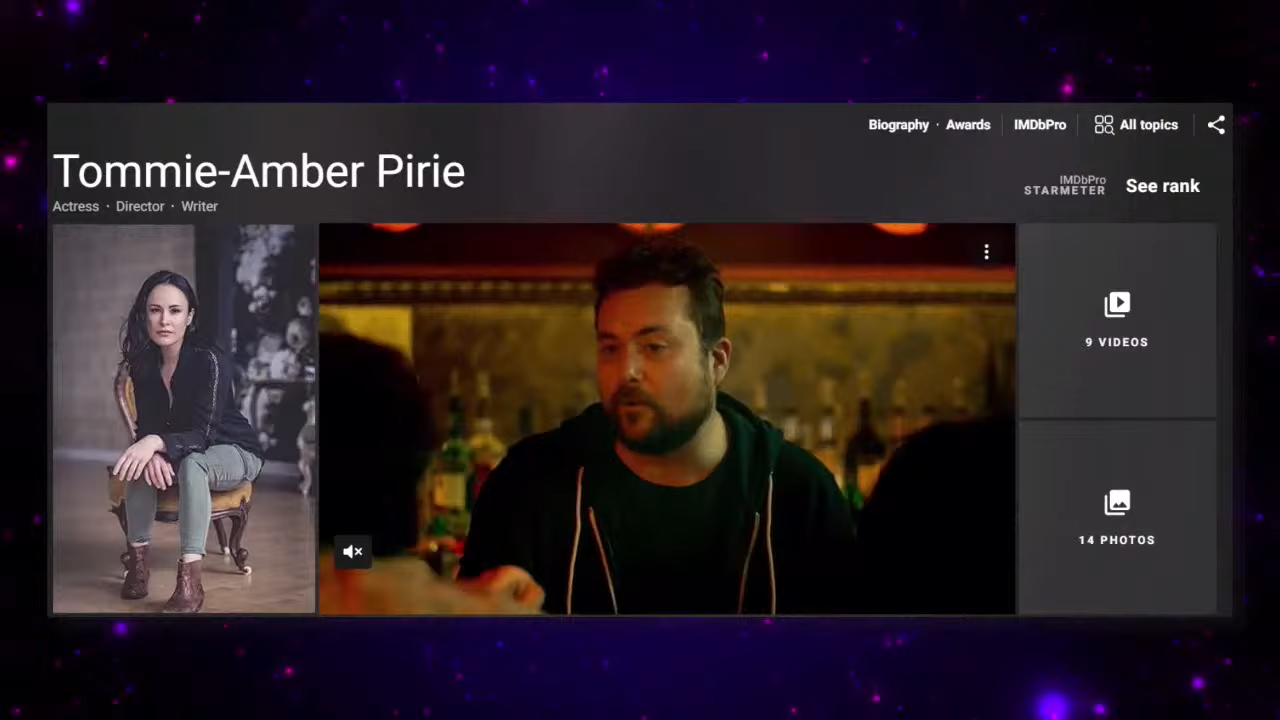 Biography · Awards
IMDbPro
All topics
Tommie-Amber Pirie
Actress · Director · Writer
IMDbPro
STARMETER
See rank
9 VIDEOS
14 PHOTOS